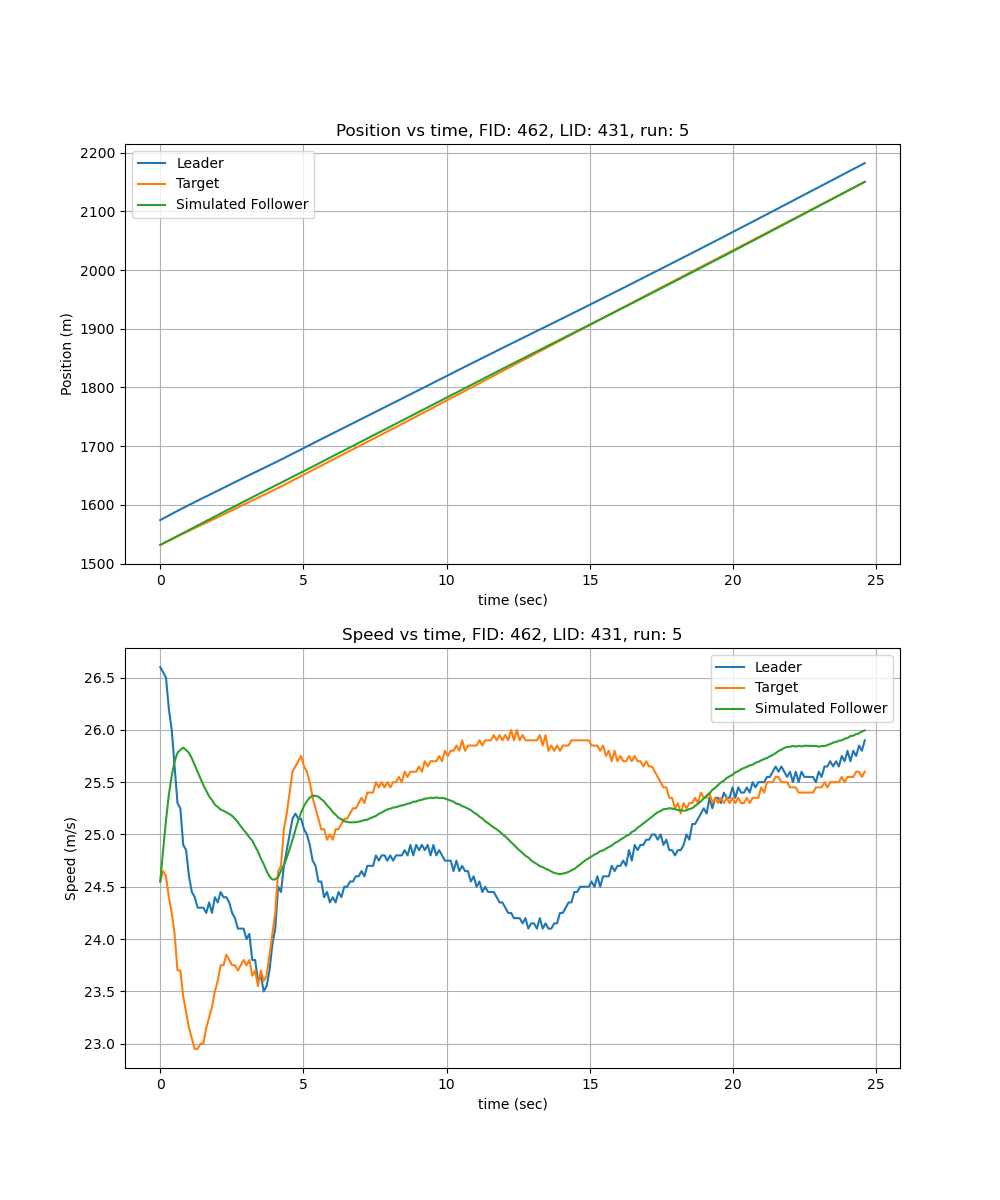 Position vs time, FID: 462, LID: 431, run: 5
Leader
Target
Simulated Follower
2200
2100
2000
1900
1800
1700
1600
1500
Position (m)
0 5 10 15 20 25
time (sec)
Speed vs time, FID: 462, LID: 431, run: 5
Leader
Target
Simulated Follower
26.5
26.0
25.5
25.0
24.5
24.0
23.5
23.0
Speed (m/s)
0 5 10 15 20 25
time (sec)